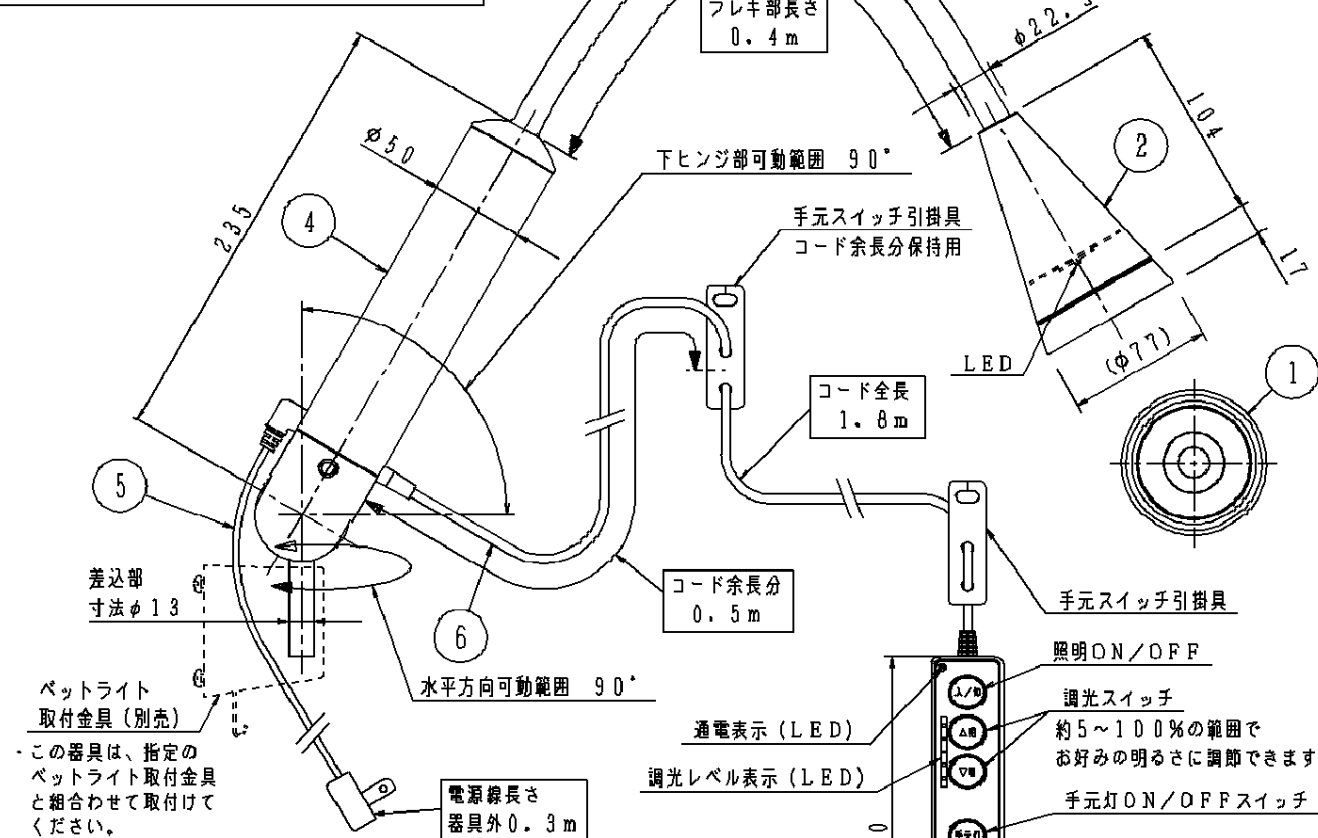 フレキ部長さ
0.4m
φ22.
104
17
(φ77)
φ50
235
下ヒンジ部可動範囲 90°
手元スイッチ引掛具
コード余長分保持用
LED
コード全長
1.8m
1
2
4
5
6
差込部
寸法φ13
コード余長分
0.5m
手元スイッチ引掛具
水平方向可動範囲 90°
ベットライト
取付金具(別売)
・この器具は、指定の
ベットライト取付金具
と組合わせて取付けて
ください。
電源線長さ
器具外0.3m
照明ON/OFF
入/切
通電表示(LED)
調光スイッチ
約5~100%の範囲で
お好みの明るさに調節できます
調光レベル表示(LED)
手元灯ON/OFFスイッチ
手元灯
0